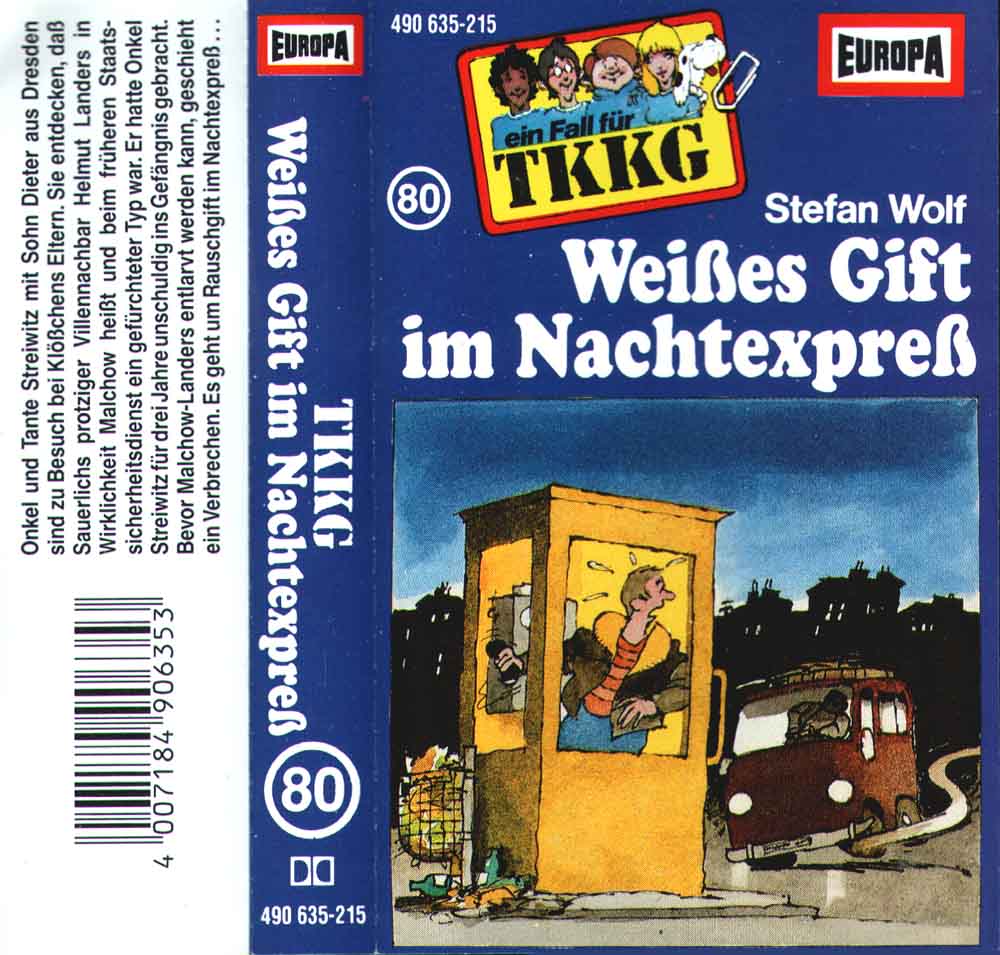 Onkel und Tante Streiwitz mit Sohn Dieter aus Dresden
sind zu Besuch bei Klößchens Eltern. Sie entdecken, daß
Sauerlichs protziger Villennachbar Helmut Landers in
Wirklichkeit Malchow heißt und beim früheren Staats-
sicherheitsdienst ein gefürchteter Typ war. Er hatte Onkel
Streiwitz für drei Jahre unschuldig ins Gefängnis gebracht.
Bevor Malchow-Landers entlarvt werden kann, geschieht
ein Verbrechen. Es geht um Rauschgift im Nachtexpreß ...
4 007184 906353
EUROPA
TKKG
Weißes Gift im Nachtexpreß
80
490 635-215
490 635-215
ein Fall für
TKKG
EUROPA
80
Stefan Wolf
Weißes Gift
im Nachtexpreß